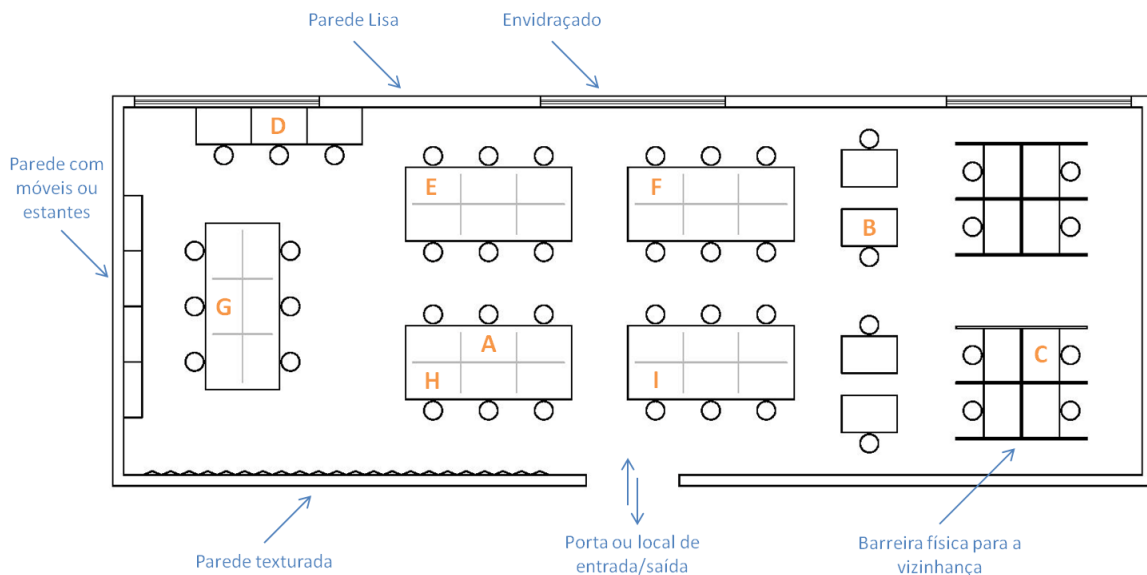 Parede Lisa
Envidraçado
Parede com
móveis ou
estantes
D
E
F
B
G
A
H
I
C
Parede texturada
Porta ou local de
entrada/saída
Barreira física para a
vizinhança